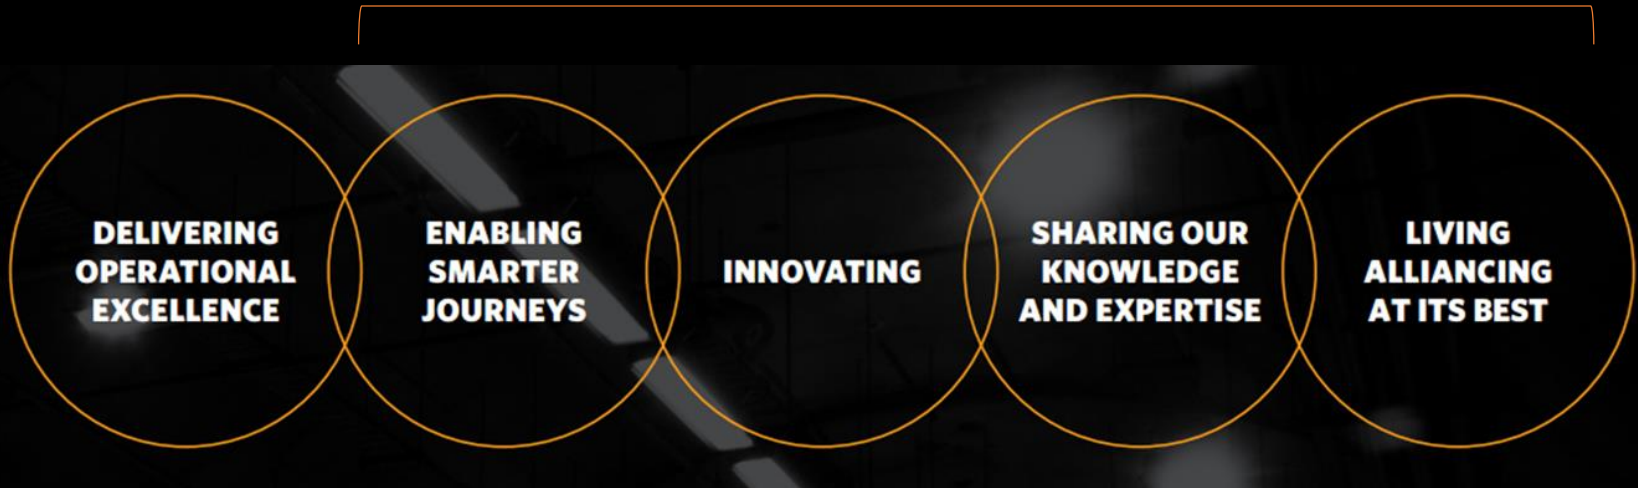 DELIVERING
OPERATIONAL
EXCELLENCE
ENABLING
SMARTER
JOURNEYS
INNOVATING
SHARING OUR
KNOWLEDGE
AND EXPERTISE
LIVING
ALLIANCING
AT ITS BEST